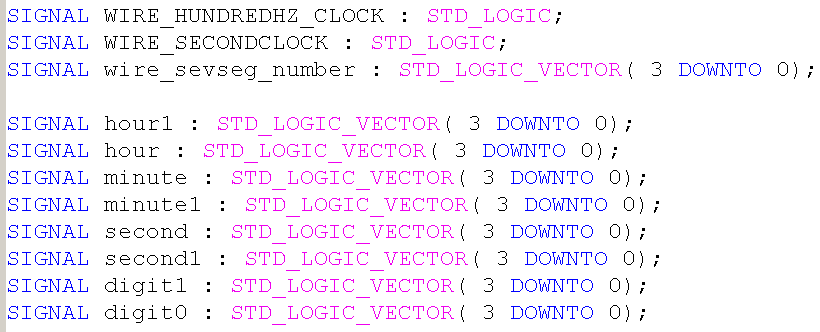 SIGNAL WIRE_HUNDREDHZ_CLOCK : STD_LOGIC;
SIGNAL WIRE_SECONDCLOCK : STD_LOGIC;
SIGNAL wire_sevseg_number : STD_LOGIC_VECTOR( 3 DOWNTO 0);
SIGNAL hour1 : STD_LOGIC_VECTOR( 3 DOWNTO 0);
SIGNAL hour : STD_LOGIC_VECTOR( 3 DOWNTO 0);
SIGNAL minute : STD_LOGIC_VECTOR( 3 DOWNTO 0);
SIGNAL minute1 : STD_LOGIC_VECTOR( 3 DOWNTO 0);
SIGNAL second : STD_LOGIC_VECTOR( 3 DOWNTO 0);
SIGNAL second1 : STD_LOGIC_VECTOR( 3 DOWNTO 0);
SIGNAL digit1 : STD_LOGIC_VECTOR( 3 DOWNTO 0);
SIGNAL digit0 : STD_LOGIC_VECTOR( 3 DOWNTO 0);